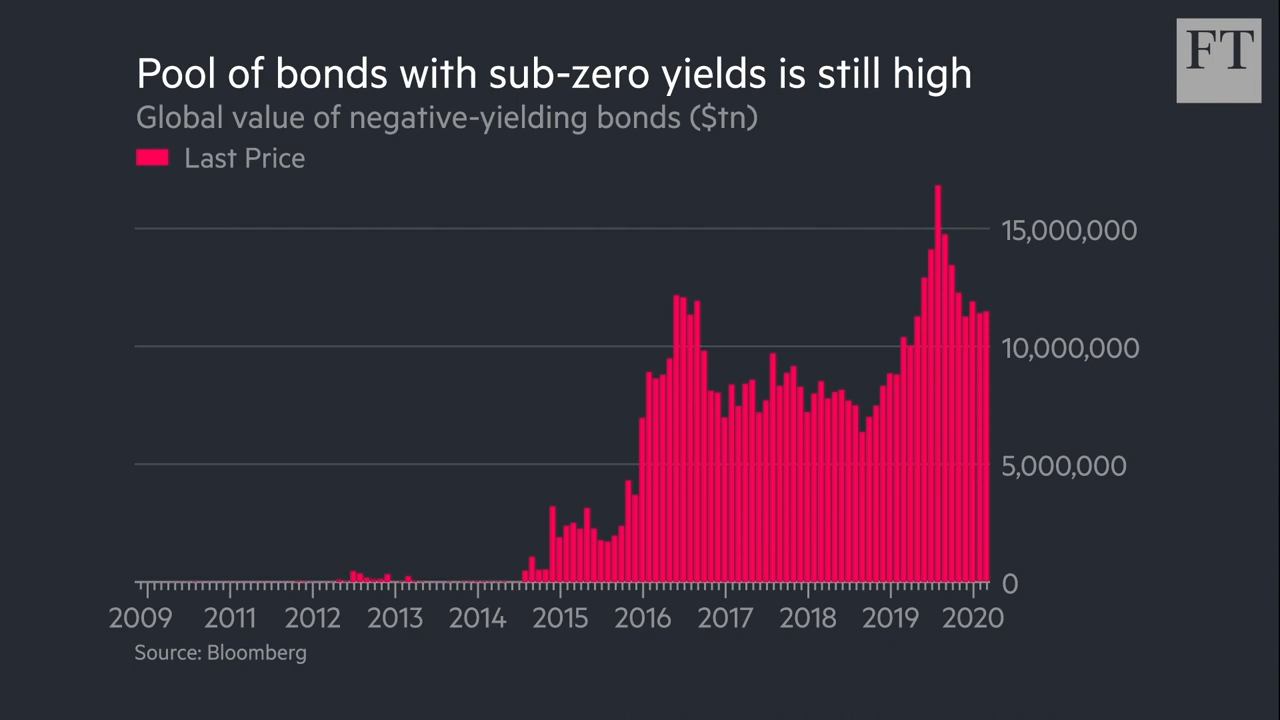 FT
Pool of bonds with sub-zero yields is still high
Global value of negative-yielding bonds ($tn)
Last Price
15,000,000
10,000,000
5,000,000
0
2009 2011 2012 2013 2014 2015 2016 2017 2018 2019 2020
Source: Bloomberg